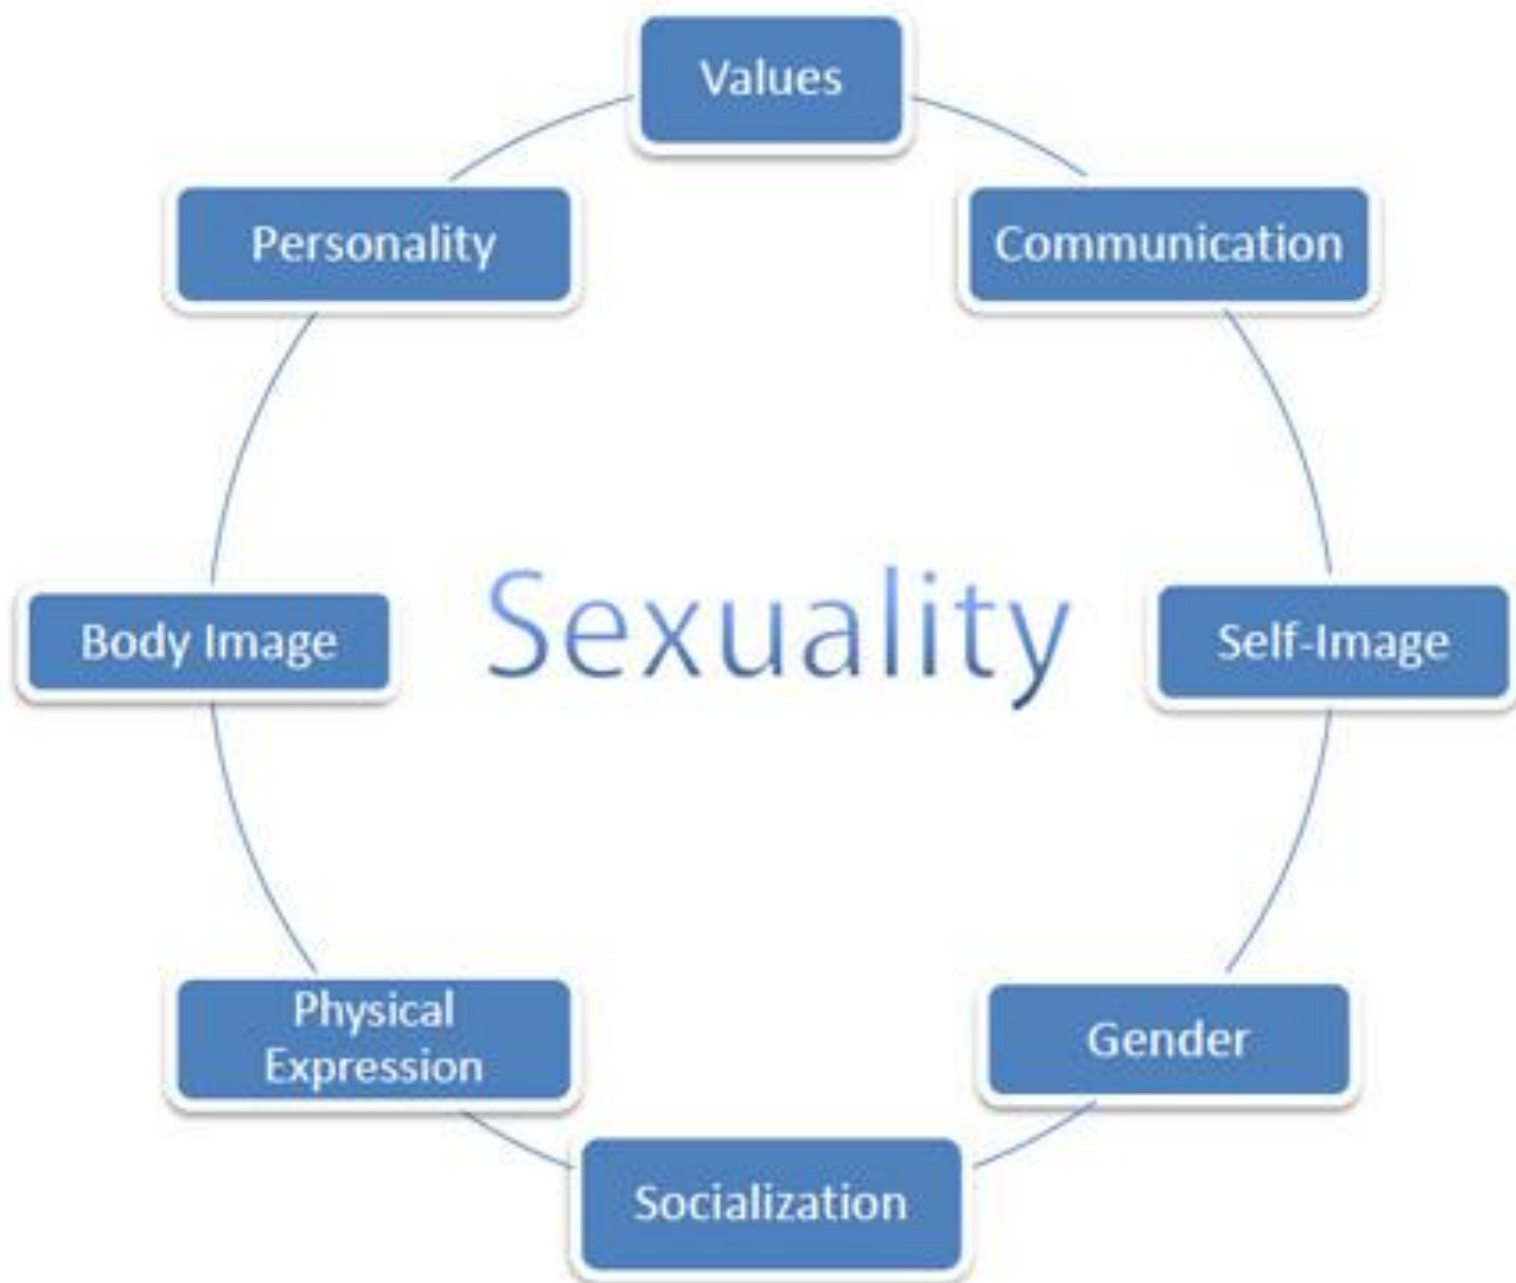 Values
Personality
Communication
Body Image
Sexuality
Self-Image
Physical
Expression
Gender
Socialization